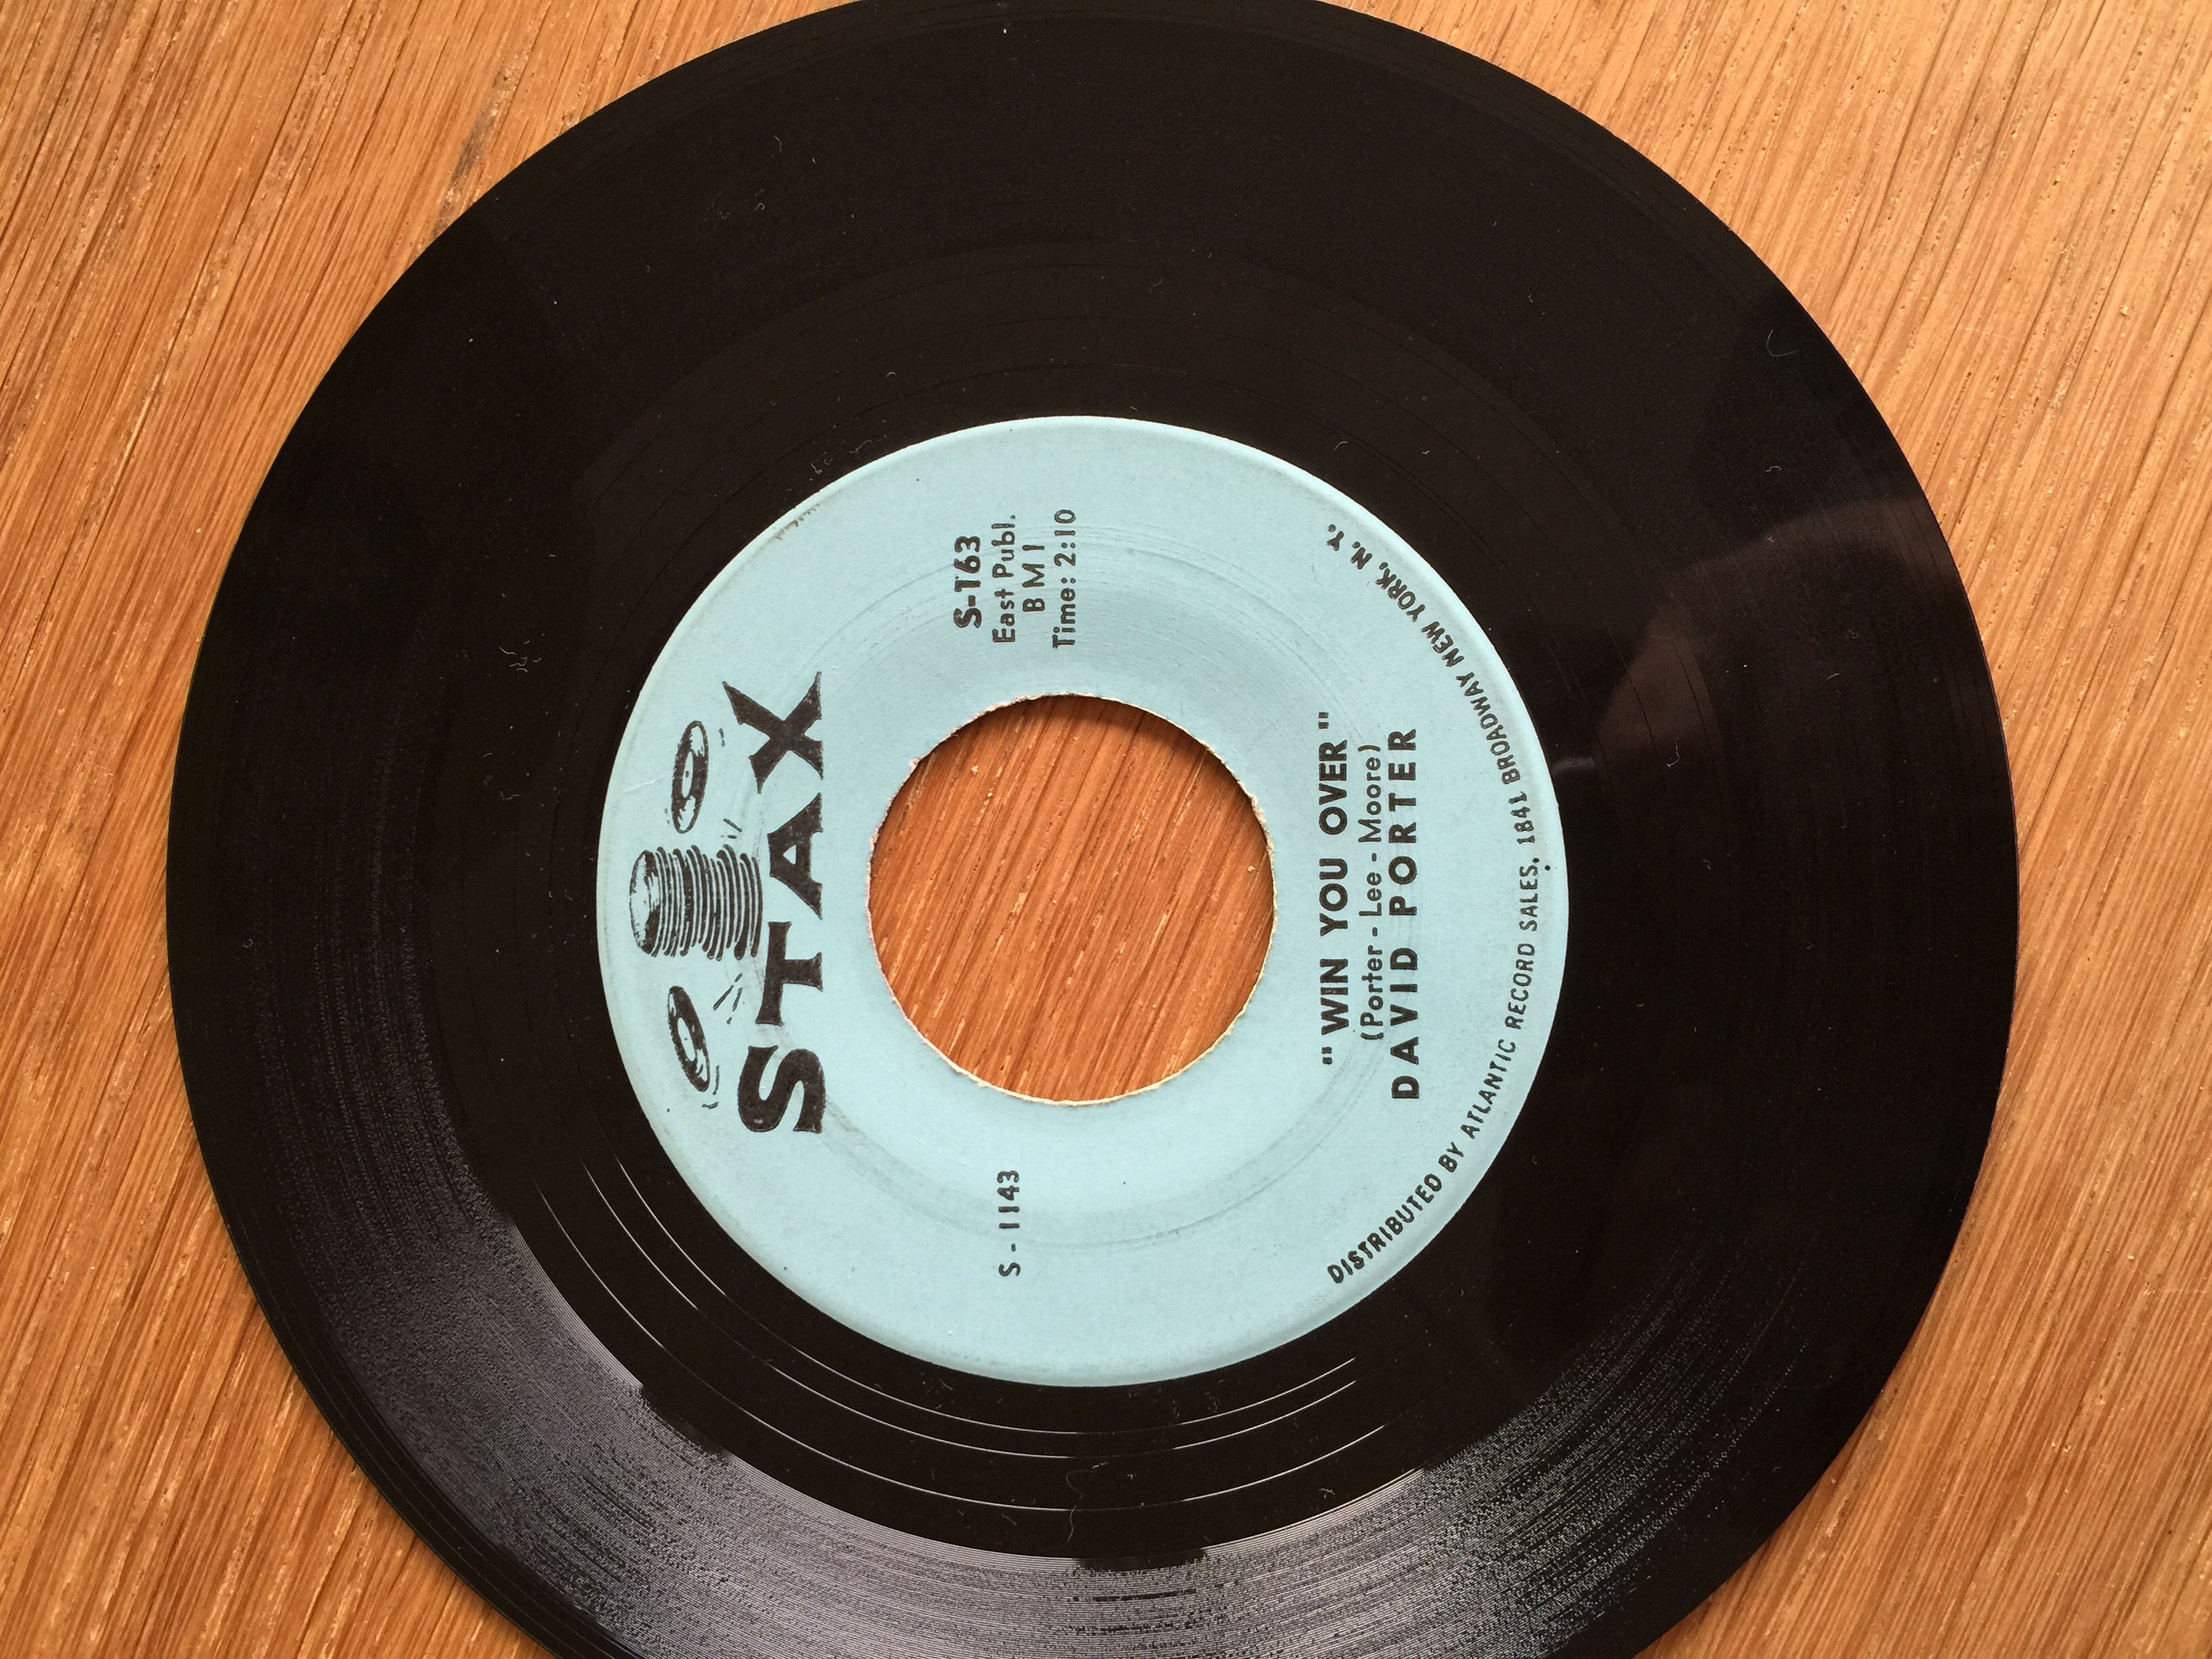 STAX
S-163
East Publ.
BMI
Time: 2:10
S-1143
"WIN YOU OVER"
(Porter - Lee - Moore)
DAVID PORTER
DISTRIBUTED BY ATLANTIC RECORD SALES, 1841 BROADWAY NEW YORK, N. Y.